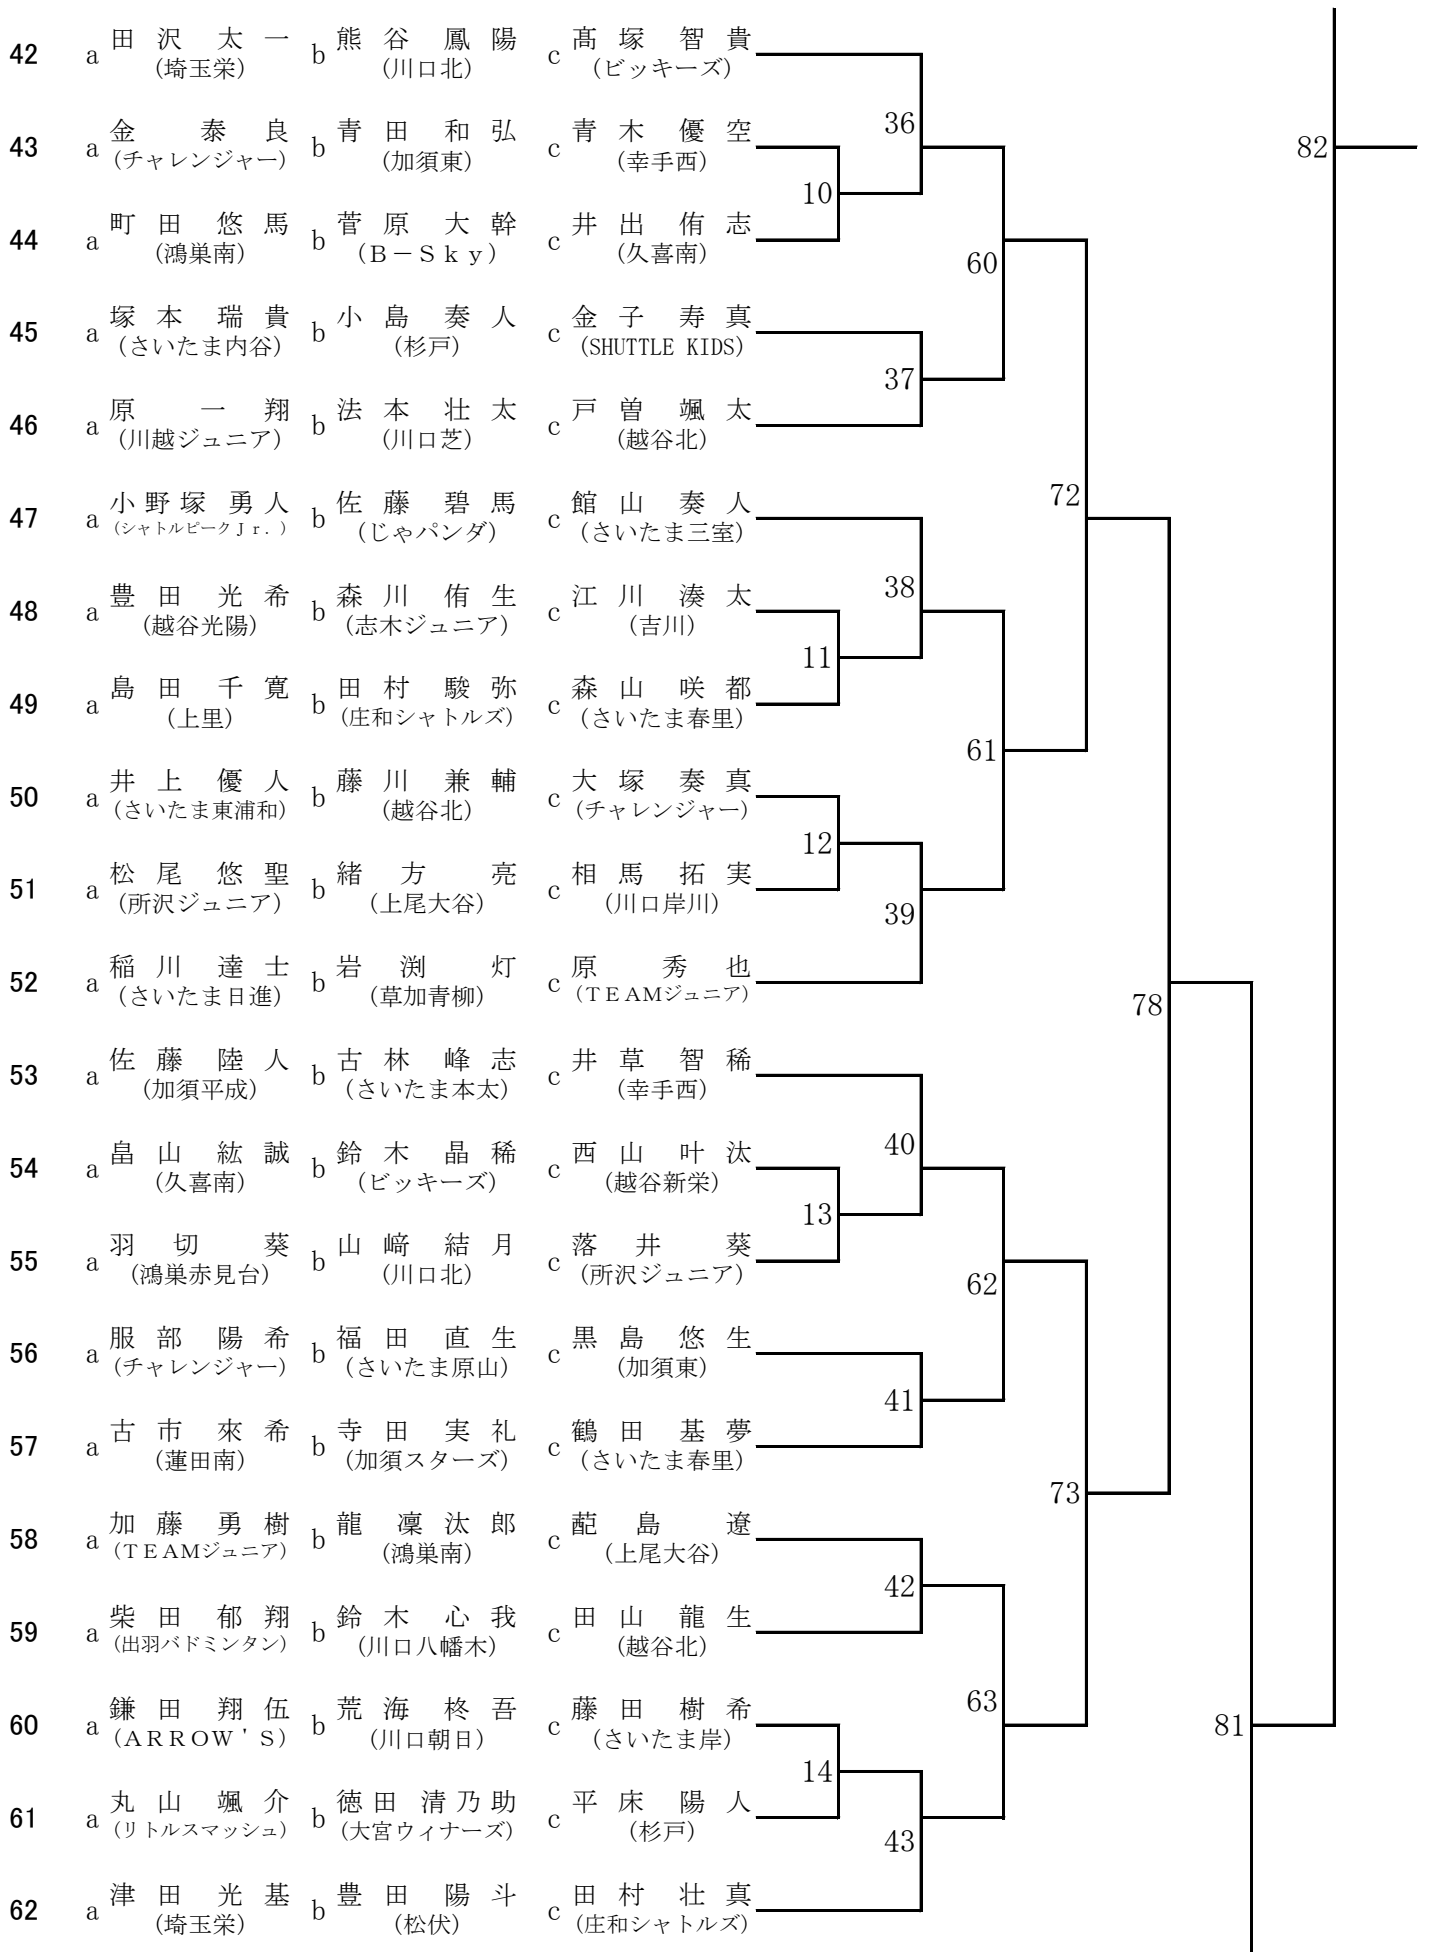 42 a 田沢 太一 b 熊谷 鳳陽 c 髙塚 智貴
(埼玉栄) (川口北) (ビッキーズ)
36
43 a 金 泰良 b 青田 和弘 c 青木 優空
(チャレンジャー) (加須東) (幸手西)
82
10
44 a 町田 悠馬 b 菅原 大幹 c 井出 侑志
(鴻巣南) (B－Sky) (久喜南)
60
45 a 塚本 瑞貴 b 小島 奏人 c 金子 寿真
(さいたま内谷) (杉戸) (SHUTTLE KIDS)
37
46 a 原 一翔 b 法本 壮太 c 戸曽 颯太
(川越ジュニア) (川口芝) (越谷北)
72
47 a 小野塚 勇人 b 佐藤 碧馬 c 館山 奏人
(シャトルピークJr.) (じゃパンダ) (さいたま三室)
38
48 a 豊田 光希 b 森川 侑生 c 江川 湊太
(越谷光陽) (志木ジュニア) (吉川)
11
49 a 島田 千寛 b 田村 駿弥 c 森山 咲都
(上里) (庄和シャトルズ) (さいたま春里)
61
50 a 井上 優人 b 藤川 兼輔 c 大塚 奏真
(さいたま東浦和) (越谷北) (チャレンジャー)
12
51 a 松尾 悠聖 b 緒方 亮 c 相馬 拓実
(所沢ジュニア) (上尾大谷) (川口岸川)
39
52 a 稲川 達士 b 岩渕 灯 c 原 秀也
(さいたま日進) (草加青柳) (TEAMジュニア)
78
53 a 佐藤 陸人 b 古林 峰志 c 井草 智稀
(加須平成) (さいたま本太) (幸手西)
40
54 a 畠山 紘誠 b 鈴木 晶稀 c 西山 叶汰
(久喜南) (ビッキーズ) (越谷新栄)
13
55 a 羽切 葵 b 山﨑 結月 c 落井 葵
(鴻巣赤見台) (川口北) (所沢ジュニア)
62
56 a 服部 陽希 b 福田 直生 c 黒島 悠生
(チャレンジャー) (さいたま原山) (加須東)
41
57 a 古市 來希 b 寺田 実礼 c 鶴田 基夢
(蓮田南) (加須スターズ) (さいたま春里)
73
58 a 加藤 勇樹 b 龍 凜汰郎 c 蓜島 遼
(TEAMジュニア) (鴻巣南) (上尾大谷)
42
59 a 柴田 郁翔 b 鈴木 心我 c 田山 龍生
(出羽バドミンタン) (川口八幡木) (越谷北)
63
60 a 鎌田 翔伍 b 荒海 柊吾 c 藤田 樹希
(ARROW'S) (川口朝日) (さいたま岸)
81
14
61 a 丸山 颯介 b 徳田 清乃助 c 平床 陽人
(リトルスマッシュ) (大宮ウィナーズ) (杉戸)
43
62 a 津田 光基 b 豊田 陽斗 c 田村 壮真
(埼玉栄) (松伏) (庄和シャトルズ)